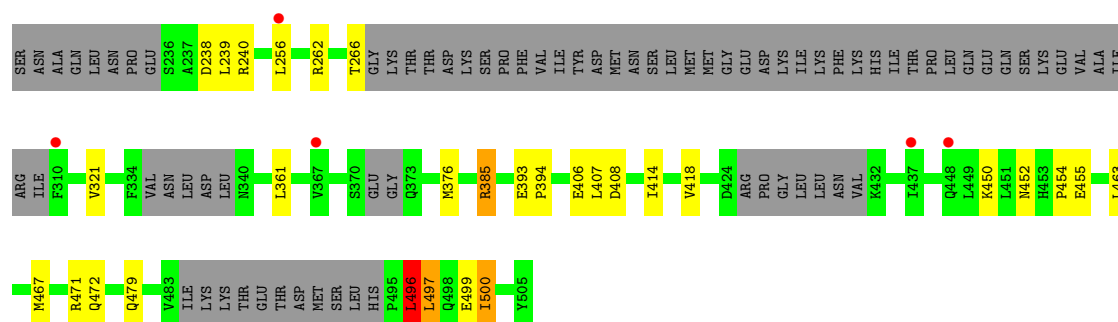 SER ASN ALA GLN LEU ASN PRO GLU S236 A237 D238 L239 R240 L256 R262 T266 GLY LYS THR THR ASP LYS SER PRO PHE VAL ILE TYR ASP MET ASN SER LEU MET MET GLY GLU ASP LYS ILE LYS PHE LYS HIS ILE THR PRO LEU GLN GLU GLN SER LYS GLU VAL ALA ILE
ARG ILE F310 V321 F334 VAL ASN LEU ASP LEU N340 L361 V367 S370 GLU GLY Q373 M376 R385 E393 P394 E406 L407 D408 I414 V418 D424 ARG PRO GLY LEU LEU ASN VAL K432 I437 Q448 L449 K450 L451 N452 H453 P454 E455 L463
M467 R471 Q472 Q479 V483 ILE LYS LYS THR GLU THR ASP MET SER LEU HIS P495 L496 L497 Q498 E499 I500 Y505